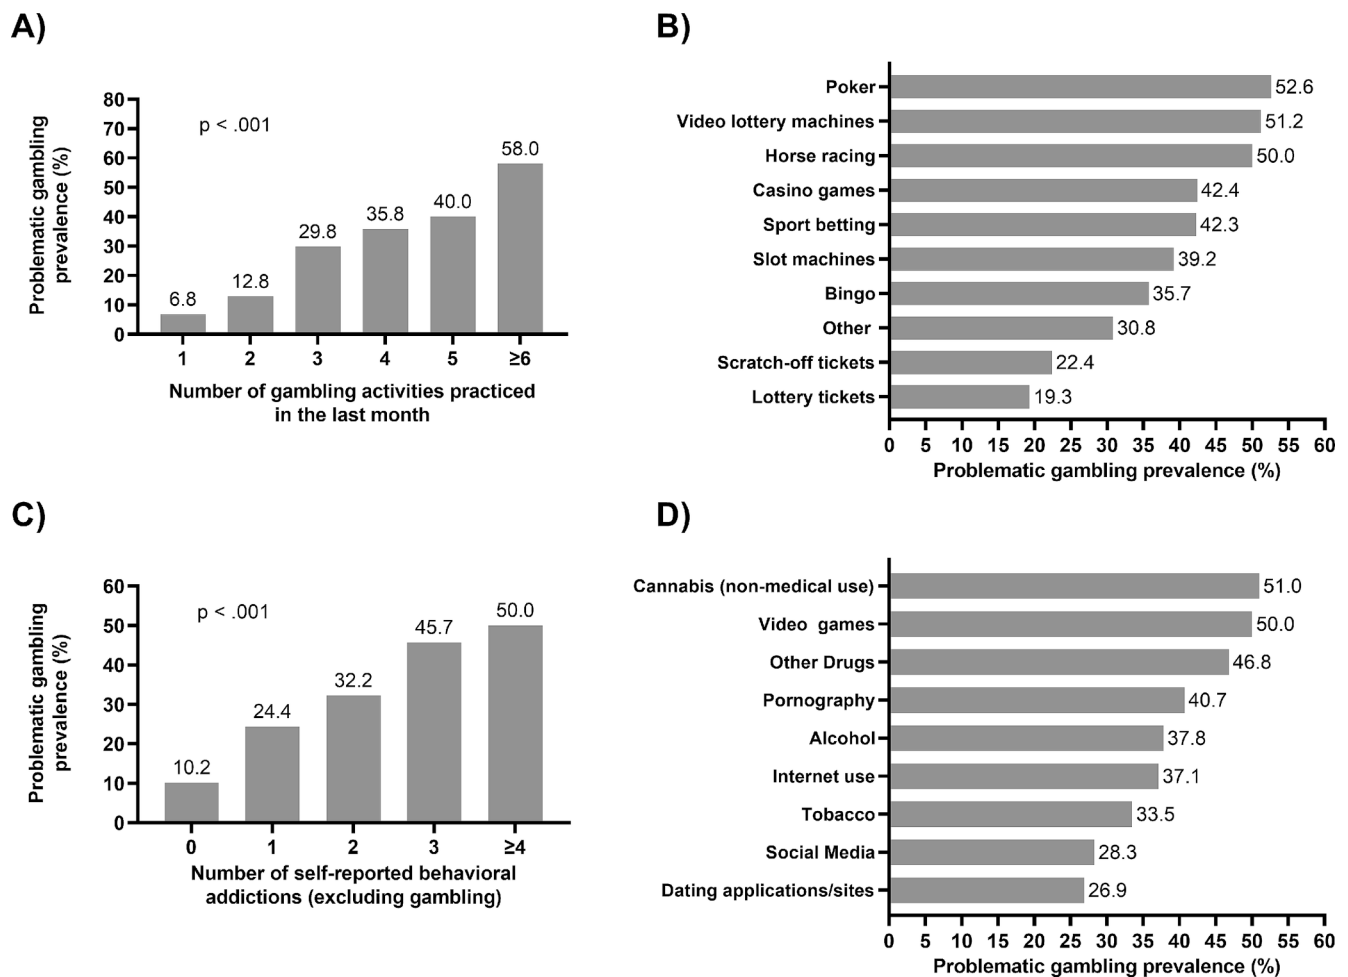 A)
Problematic gambling
prevalence (%)
80
70
60
50
40
30
20
10
0
p < .001
6.8
12.8
29.8
35.8
40.0
58.0
1 2 3 4 5 ≥6
Number of gambling activities practiced
in the last month
B)
Poker 52.6
Video lottery machines 51.2
Horse racing 50.0
Casino games 42.4
Sport betting 42.3
Slot machines 39.2
Bingo 35.7
Other 30.8
Scratch-off tickets 22.4
Lottery tickets 19.3
0 5 10 15 20 25 30 35 40 45 50 55 60
Problematic gambling prevalence (%)
C)
Problematic gambling
prevalence (%)
60
50
40
30
20
10
0
p < .001
10.2
24.4
32.2
45.7
50.0
0 1 2 3 ≥4
Number of self-reported behavioral
addictions (excluding gambling)
D)
Cannabis (non-medical use) 51.0
Video games 50.0
Other Drugs 46.8
Pornography 40.7
Alcohol 37.8
Internet use 37.1
Tobacco 33.5
Social Media 28.3
Dating applications/sites 26.9
0 5 10 15 20 25 30 35 40 45 50 55 60
Problematic gambling prevalence (%)